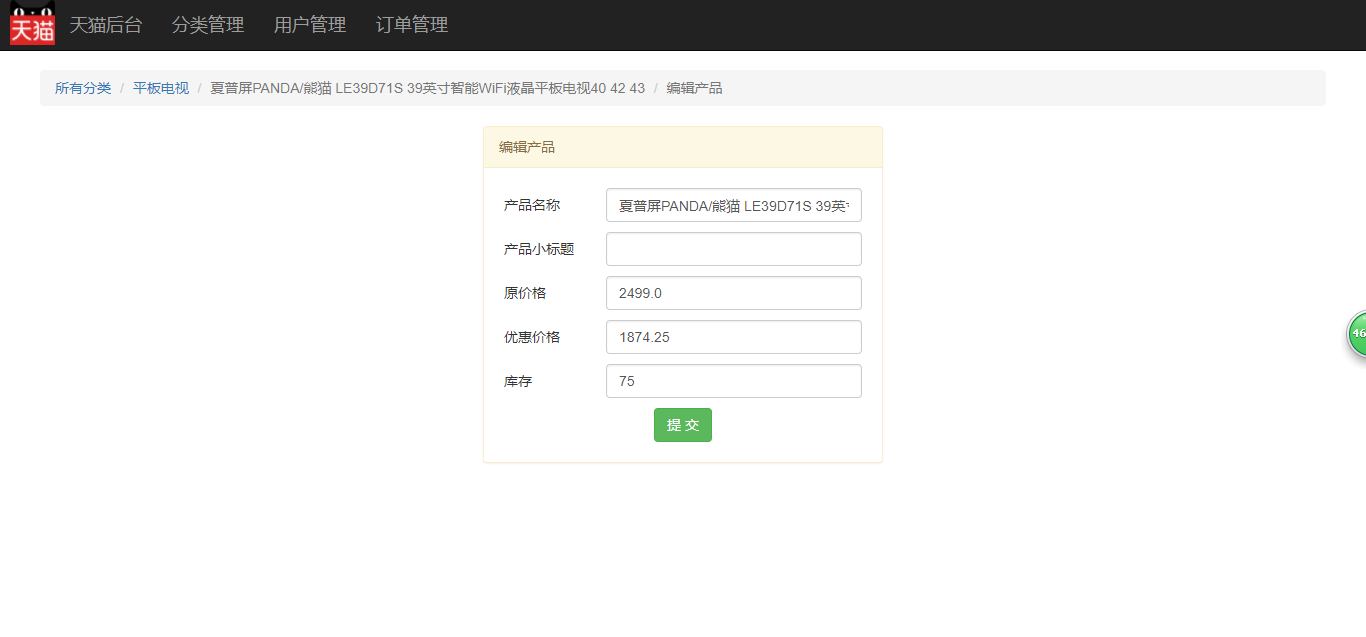 天猫 天猫后台 分类管理 用户管理 订单管理
所有分类 / 平板电视 / 夏普屏PANDA/熊猫 LE39D71S 39英寸智能WiFi液晶平板电视40 42 43 / 编辑产品
编辑产品
产品名称 夏普屏PANDA/熊猫 LE39D71S 39英寸
产品小标题
原价格 2499.0
优惠价格 1874.25
46
库存 75
提交